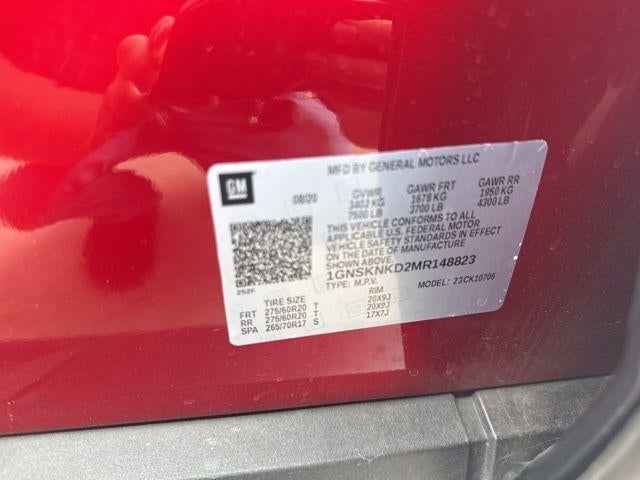 MFD BY GENERAL MOTORS LLC
GM
08/20
GVWR GAWR FRT GAWR RR
3402 KG 1678 KG 1950 KG
7500 LB 3700 LB 4300 LB
THIS VEHICLE CONFORMS TO ALL
APPLICABLE U.S. FEDERAL MOTOR
VEHICLE SAFETY STANDARDS IN EFFECT
ON THE DATE OF MANUFACTURE
SHOWN ABOVE.
1GNSKNKD2MR148823
252F
TYPE: M.P.V. MODEL: 23CK10706
TIRE SIZE RIM
FRT 275/60R20 T 20X9J
RR 275/60R20 T 20X9J
SPA 265/70R17 S 17X7J